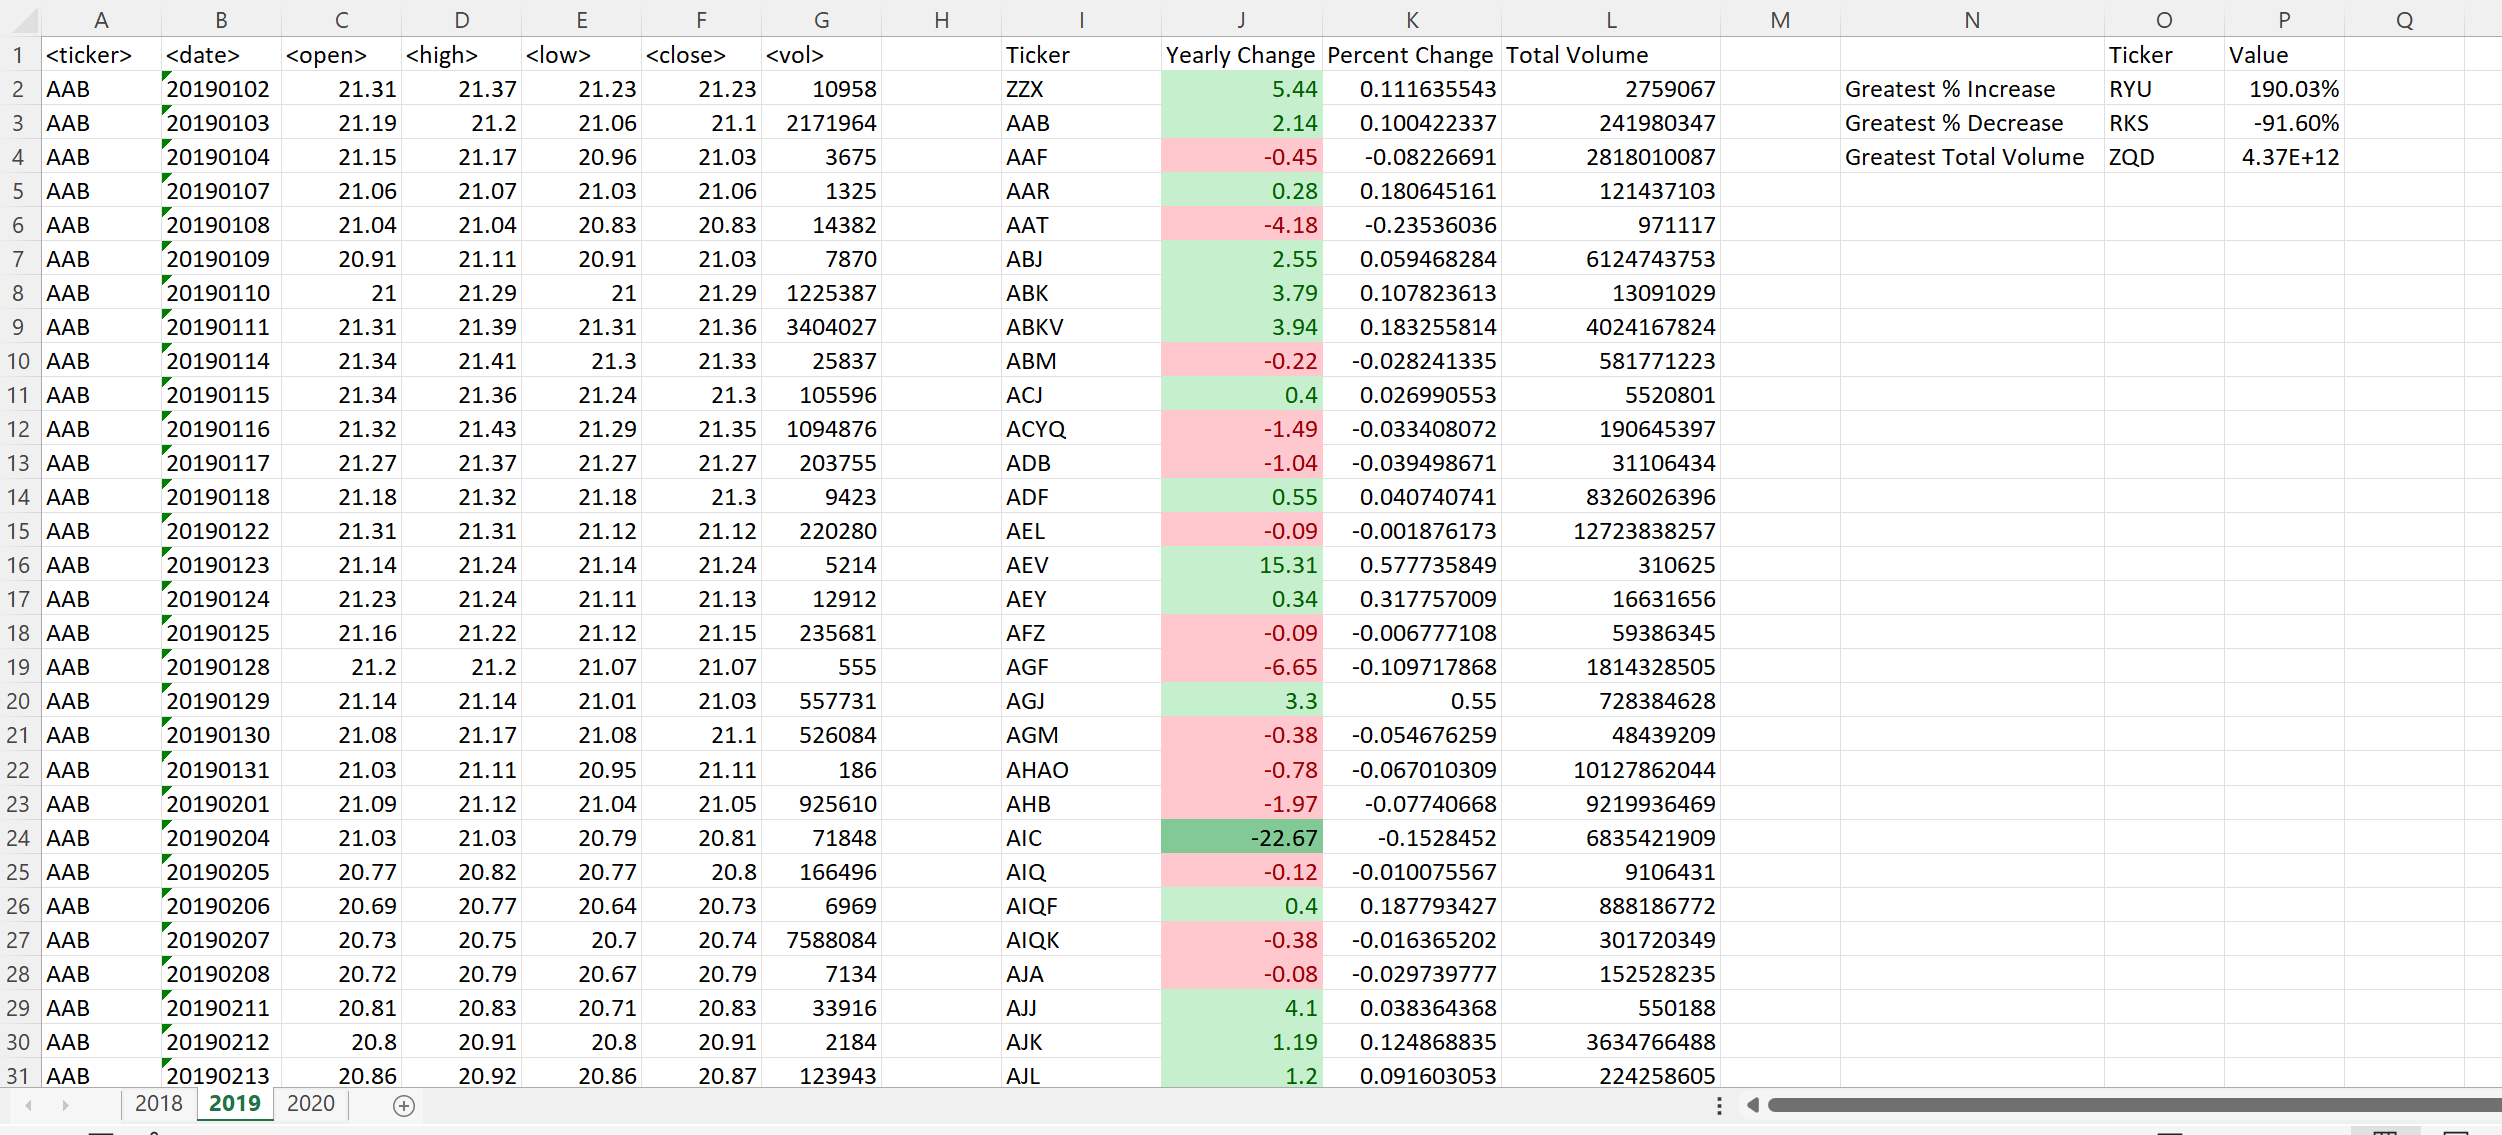 A B C D E F G H I J K L M N O P Q
1 <ticker> <date> <open> <high> <low> <close> <vol> Ticker Yearly Change Percent Change Total Volume Ticker Value
2 AAB 20190102 21.31 21.37 21.23 21.23 10958 ZZX 5.44 0.111635543 2759067 Greatest % Increase RYU 190.03%
3 AAB 20190103 21.19 21.2 21.06 21.1 2171964 AAB 2.14 0.100422337 241980347 Greatest % Decrease RKS -91.60%
4 AAB 20190104 21.15 21.17 20.96 21.03 3675 AAF -0.45 -0.08226691 2818010087 Greatest Total Volume ZQD 4.37E+12
5 AAB 20190107 21.06 21.07 21.03 21.06 1325 AAR 0.28 0.180645161 121437103
6 AAB 20190108 21.04 21.04 20.83 20.83 14382 AAT -4.18 -0.23536036 971117
7 AAB 20190109 20.91 21.11 20.91 21.03 7870 ABJ 2.55 0.059468284 6124743753
8 AAB 20190110 21 21.29 21 21.29 1225387 ABK 3.79 0.107823613 13091029
9 AAB 20190111 21.31 21.39 21.31 21.36 3404027 ABKV 3.94 0.183255814 4024167824
10 AAB 20190114 21.34 21.41 21.3 21.33 25837 ABM -0.22 -0.028241335 581771223
11 AAB 20190115 21.34 21.36 21.24 21.3 105596 ACJ 0.4 0.026990553 5520801
12 AAB 20190116 21.32 21.43 21.29 21.35 1094876 ACYQ -1.49 -0.033408072 190645397
13 AAB 20190117 21.27 21.37 21.27 21.27 203755 ADB -1.04 -0.039498671 31106434
14 AAB 20190118 21.18 21.32 21.18 21.3 9423 ADF 0.55 0.040740741 8326026396
15 AAB 20190122 21.31 21.31 21.12 21.12 220280 AEL -0.09 -0.001876173 12723838257
16 AAB 20190123 21.14 21.24 21.14 21.24 5214 AEV 15.31 0.577735849 310625
17 AAB 20190124 21.23 21.24 21.11 21.13 12912 AEY 0.34 0.317757009 16631656
18 AAB 20190125 21.16 21.22 21.12 21.15 235681 AFZ -0.09 -0.006777108 59386345
19 AAB 20190128 21.2 21.2 21.07 21.07 555 AGF -6.65 -0.109717868 1814328505
20 AAB 20190129 21.14 21.14 21.01 21.03 557731 AGJ 3.3 0.55 728384628
21 AAB 20190130 21.08 21.17 21.08 21.1 526084 AGM -0.38 -0.054676259 48439209
22 AAB 20190131 21.03 21.11 20.95 21.11 186 AHAO -0.78 -0.067010309 10127862044
23 AAB 20190201 21.09 21.12 21.04 21.05 925610 AHB -1.97 -0.07740668 9219936469
24 AAB 20190204 21.03 21.03 20.79 20.81 71848 AIC -22.67 -0.1528452 6835421909
25 AAB 20190205 20.77 20.82 20.77 20.8 166496 AIQ -0.12 -0.010075567 9106431
26 AAB 20190206 20.69 20.77 20.64 20.73 6969 AIQF 0.4 0.187793427 888186772
27 AAB 20190207 20.73 20.75 20.7 20.74 7588084 AIQK -0.38 -0.016365202 301720349
28 AAB 20190208 20.72 20.79 20.67 20.79 7134 AJA -0.08 -0.029739777 152528235
29 AAB 20190211 20.81 20.83 20.71 20.83 33916 AJJ 4.1 0.038364368 550188
30 AAB 20190212 20.8 20.91 20.8 20.91 2184 AJK 1.19 0.124868835 3634766488
31 AAB 20190213 20.86 20.92 20.86 20.87 123943 AJL 1.2 0.091603053 224258605
2018 2019 2020